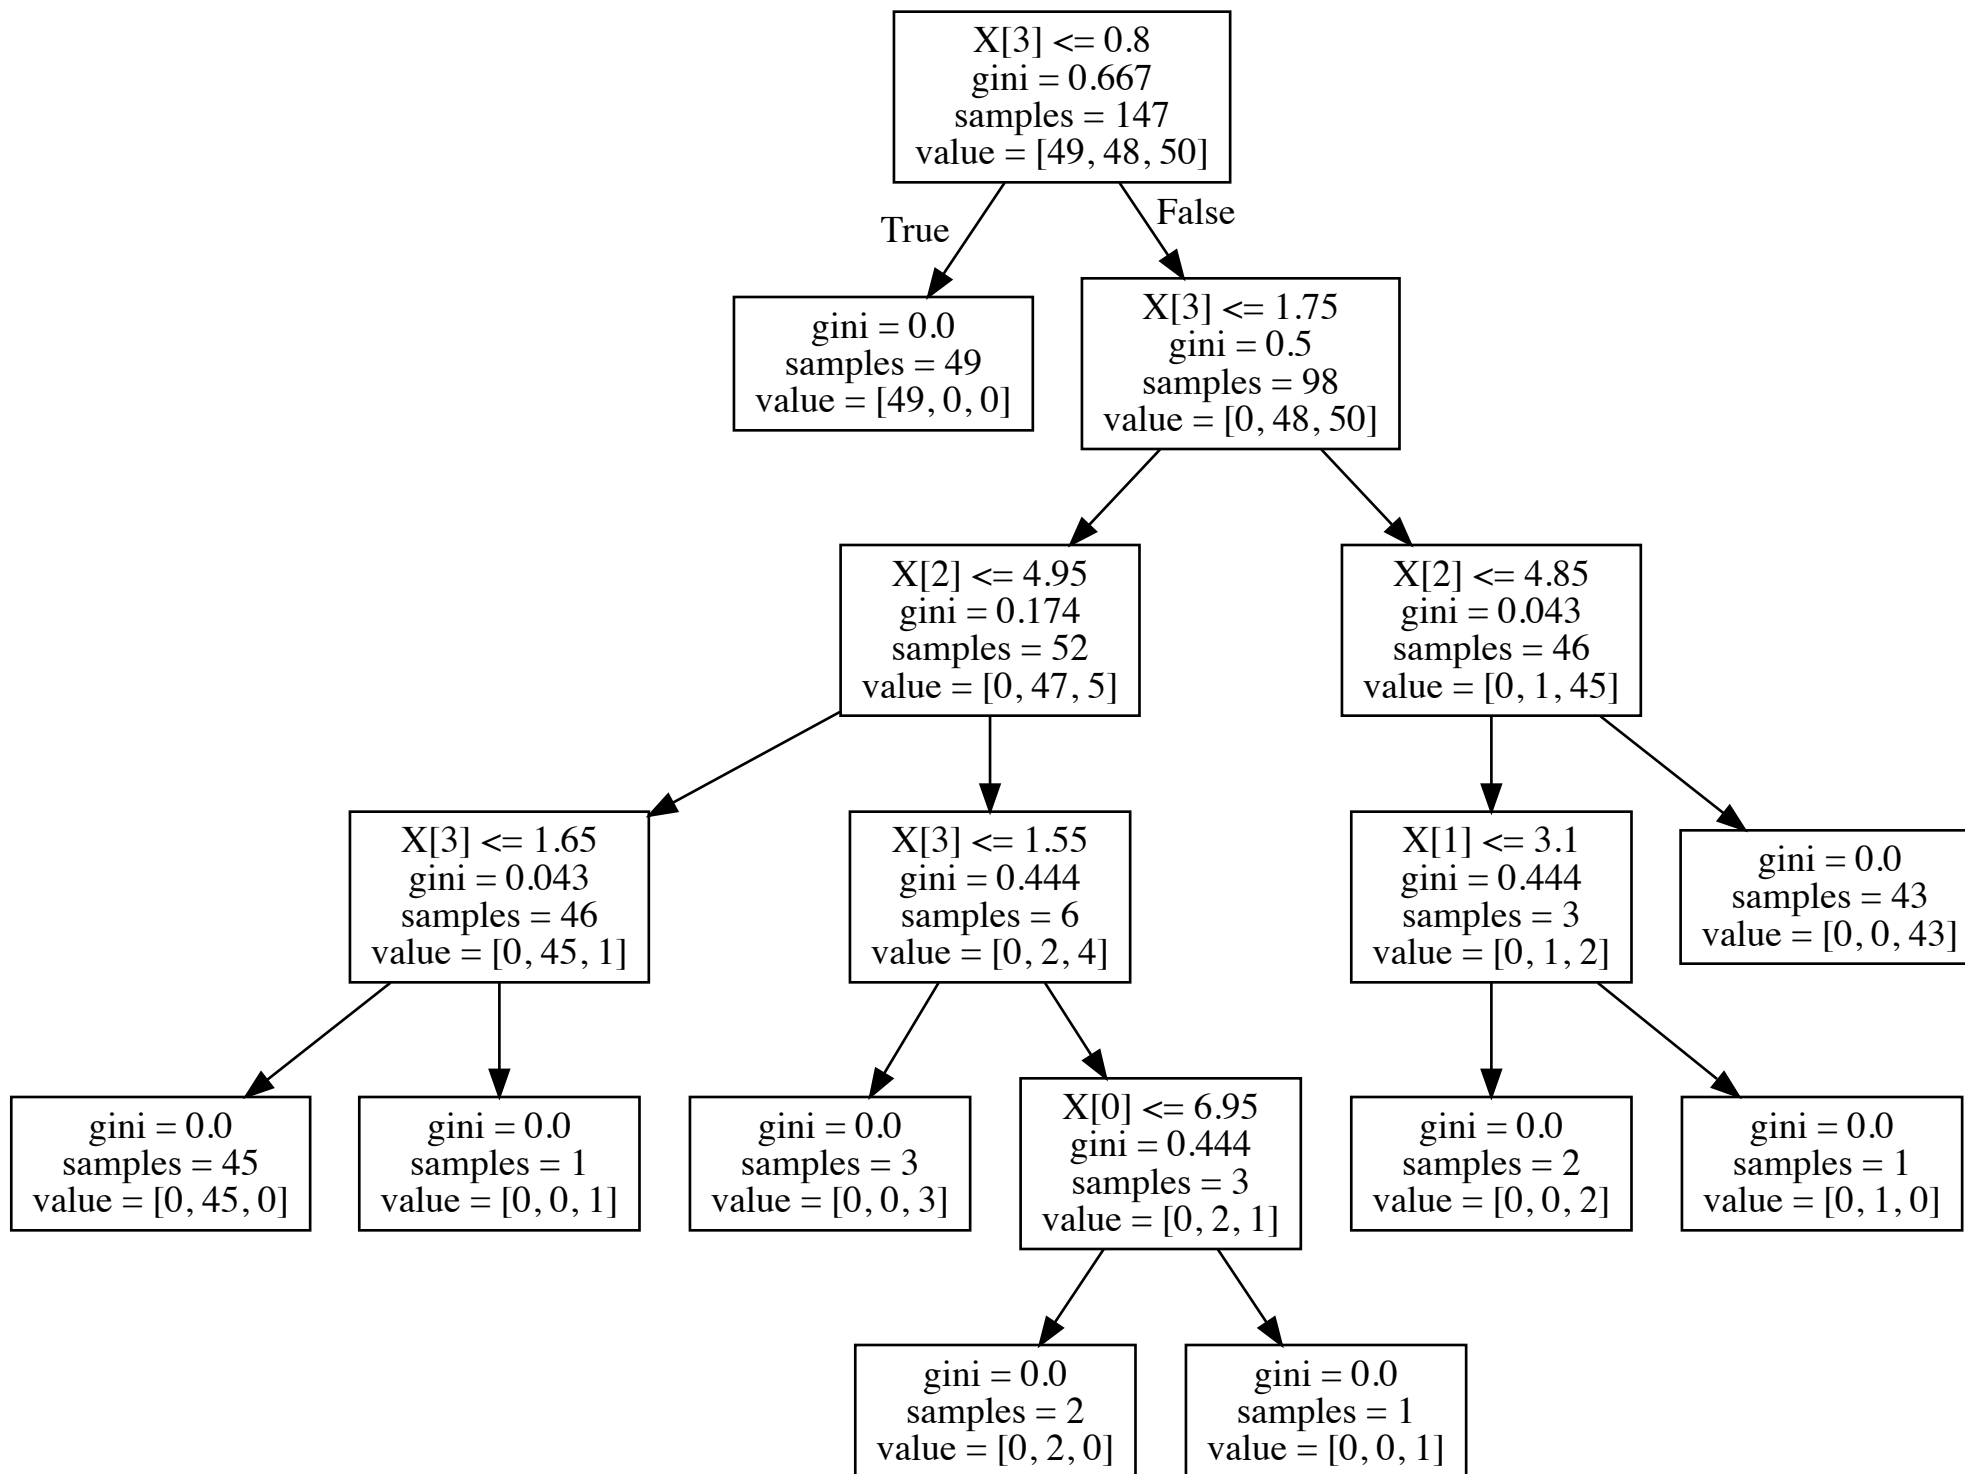 X[3] <= 0.8
gini = 0.667
samples = 147
value = [49, 48, 50]
True
False
gini = 0.0
samples = 49
value = [49, 0, 0]
X[3] <= 1.75
gini = 0.5
samples = 98
value = [0, 48, 50]
X[2] <= 4.95
gini = 0.174
samples = 52
value = [0, 47, 5]
X[2] <= 4.85
gini = 0.043
samples = 46
value = [0, 1, 45]
X[3] <= 1.65
gini = 0.043
samples = 46
value = [0, 45, 1]
X[3] <= 1.55
gini = 0.444
samples = 6
value = [0, 2, 4]
X[1] <= 3.1
gini = 0.444
samples = 3
value = [0, 1, 2]
gini = 0.0
samples = 43
value = [0, 0, 43]
gini = 0.0
samples = 45
value = [0, 45, 0]
gini = 0.0
samples = 1
value = [0, 0, 1]
gini = 0.0
samples = 3
value = [0, 0, 3]
X[0] <= 6.95
gini = 0.444
samples = 3
value = [0, 2, 1]
gini = 0.0
samples = 2
value = [0, 0, 2]
gini = 0.0
samples = 1
value = [0, 1, 0]
gini = 0.0
samples = 2
value = [0, 2, 0]
gini = 0.0
samples = 1
value = [0, 0, 1]